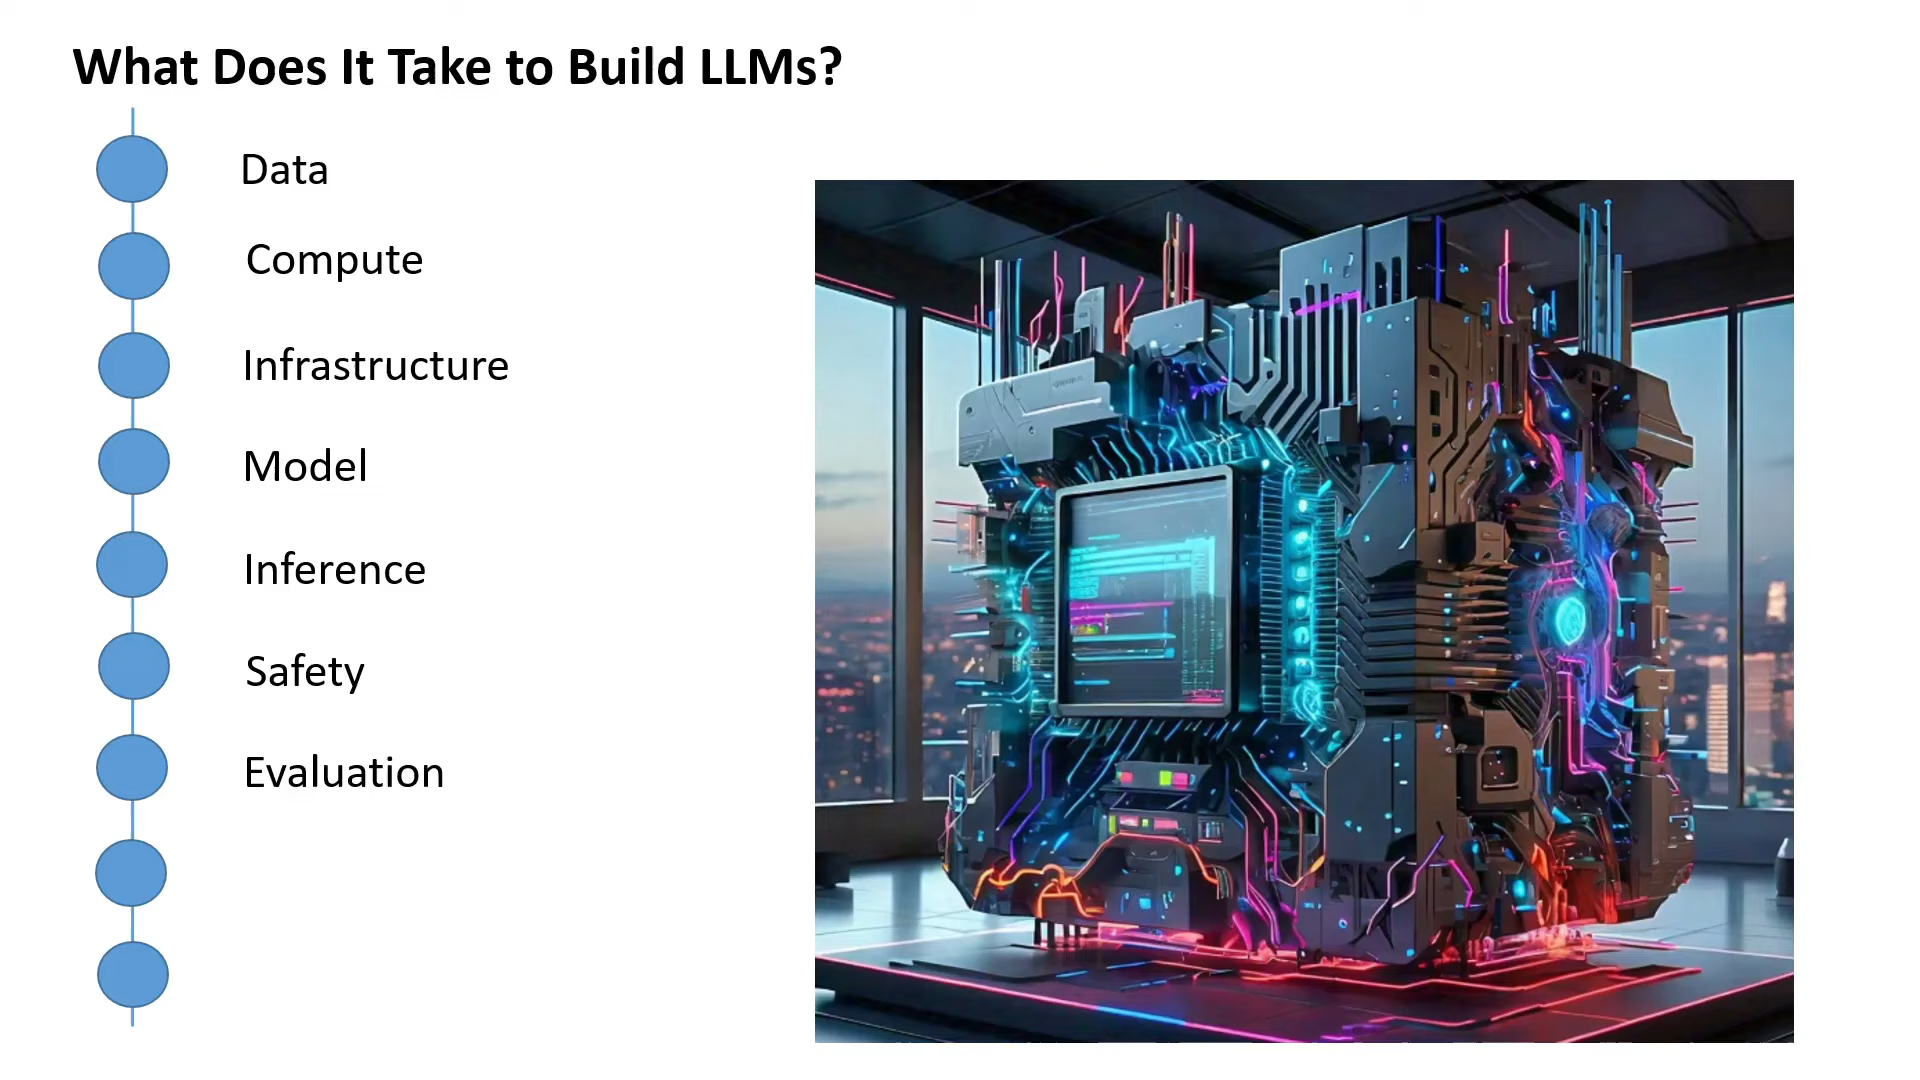 What Does It Take to Build LLMs?
Data
Compute
Infrastructure
Model
Inference
Safety
Evaluation